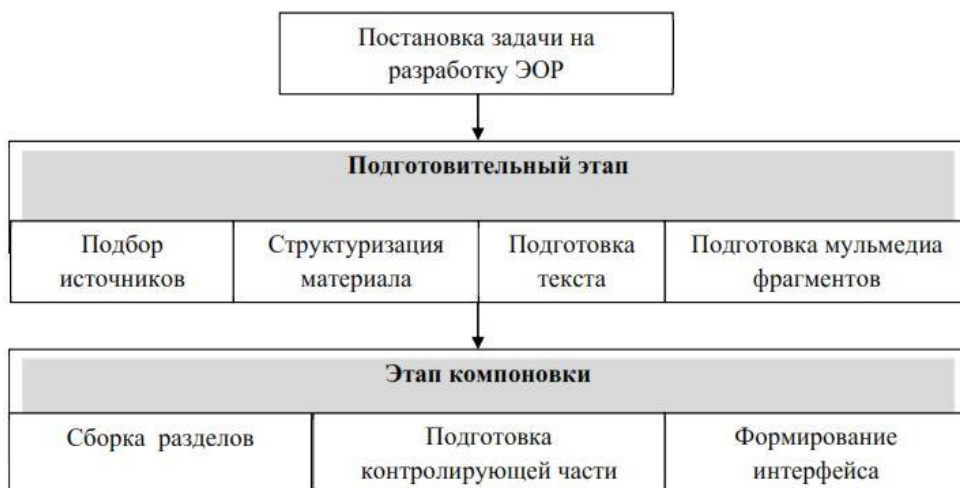 Постановка задачи на
разработку ЭОР
Подготовительный этап
Подбор
источников
Структуризация
материала
Подготовка
текста
Подготовка мульмедиа
фрагментов
Этап компоновки
Сборка разделов
Подготовка
контролирующей части
Формирование
интерфейса